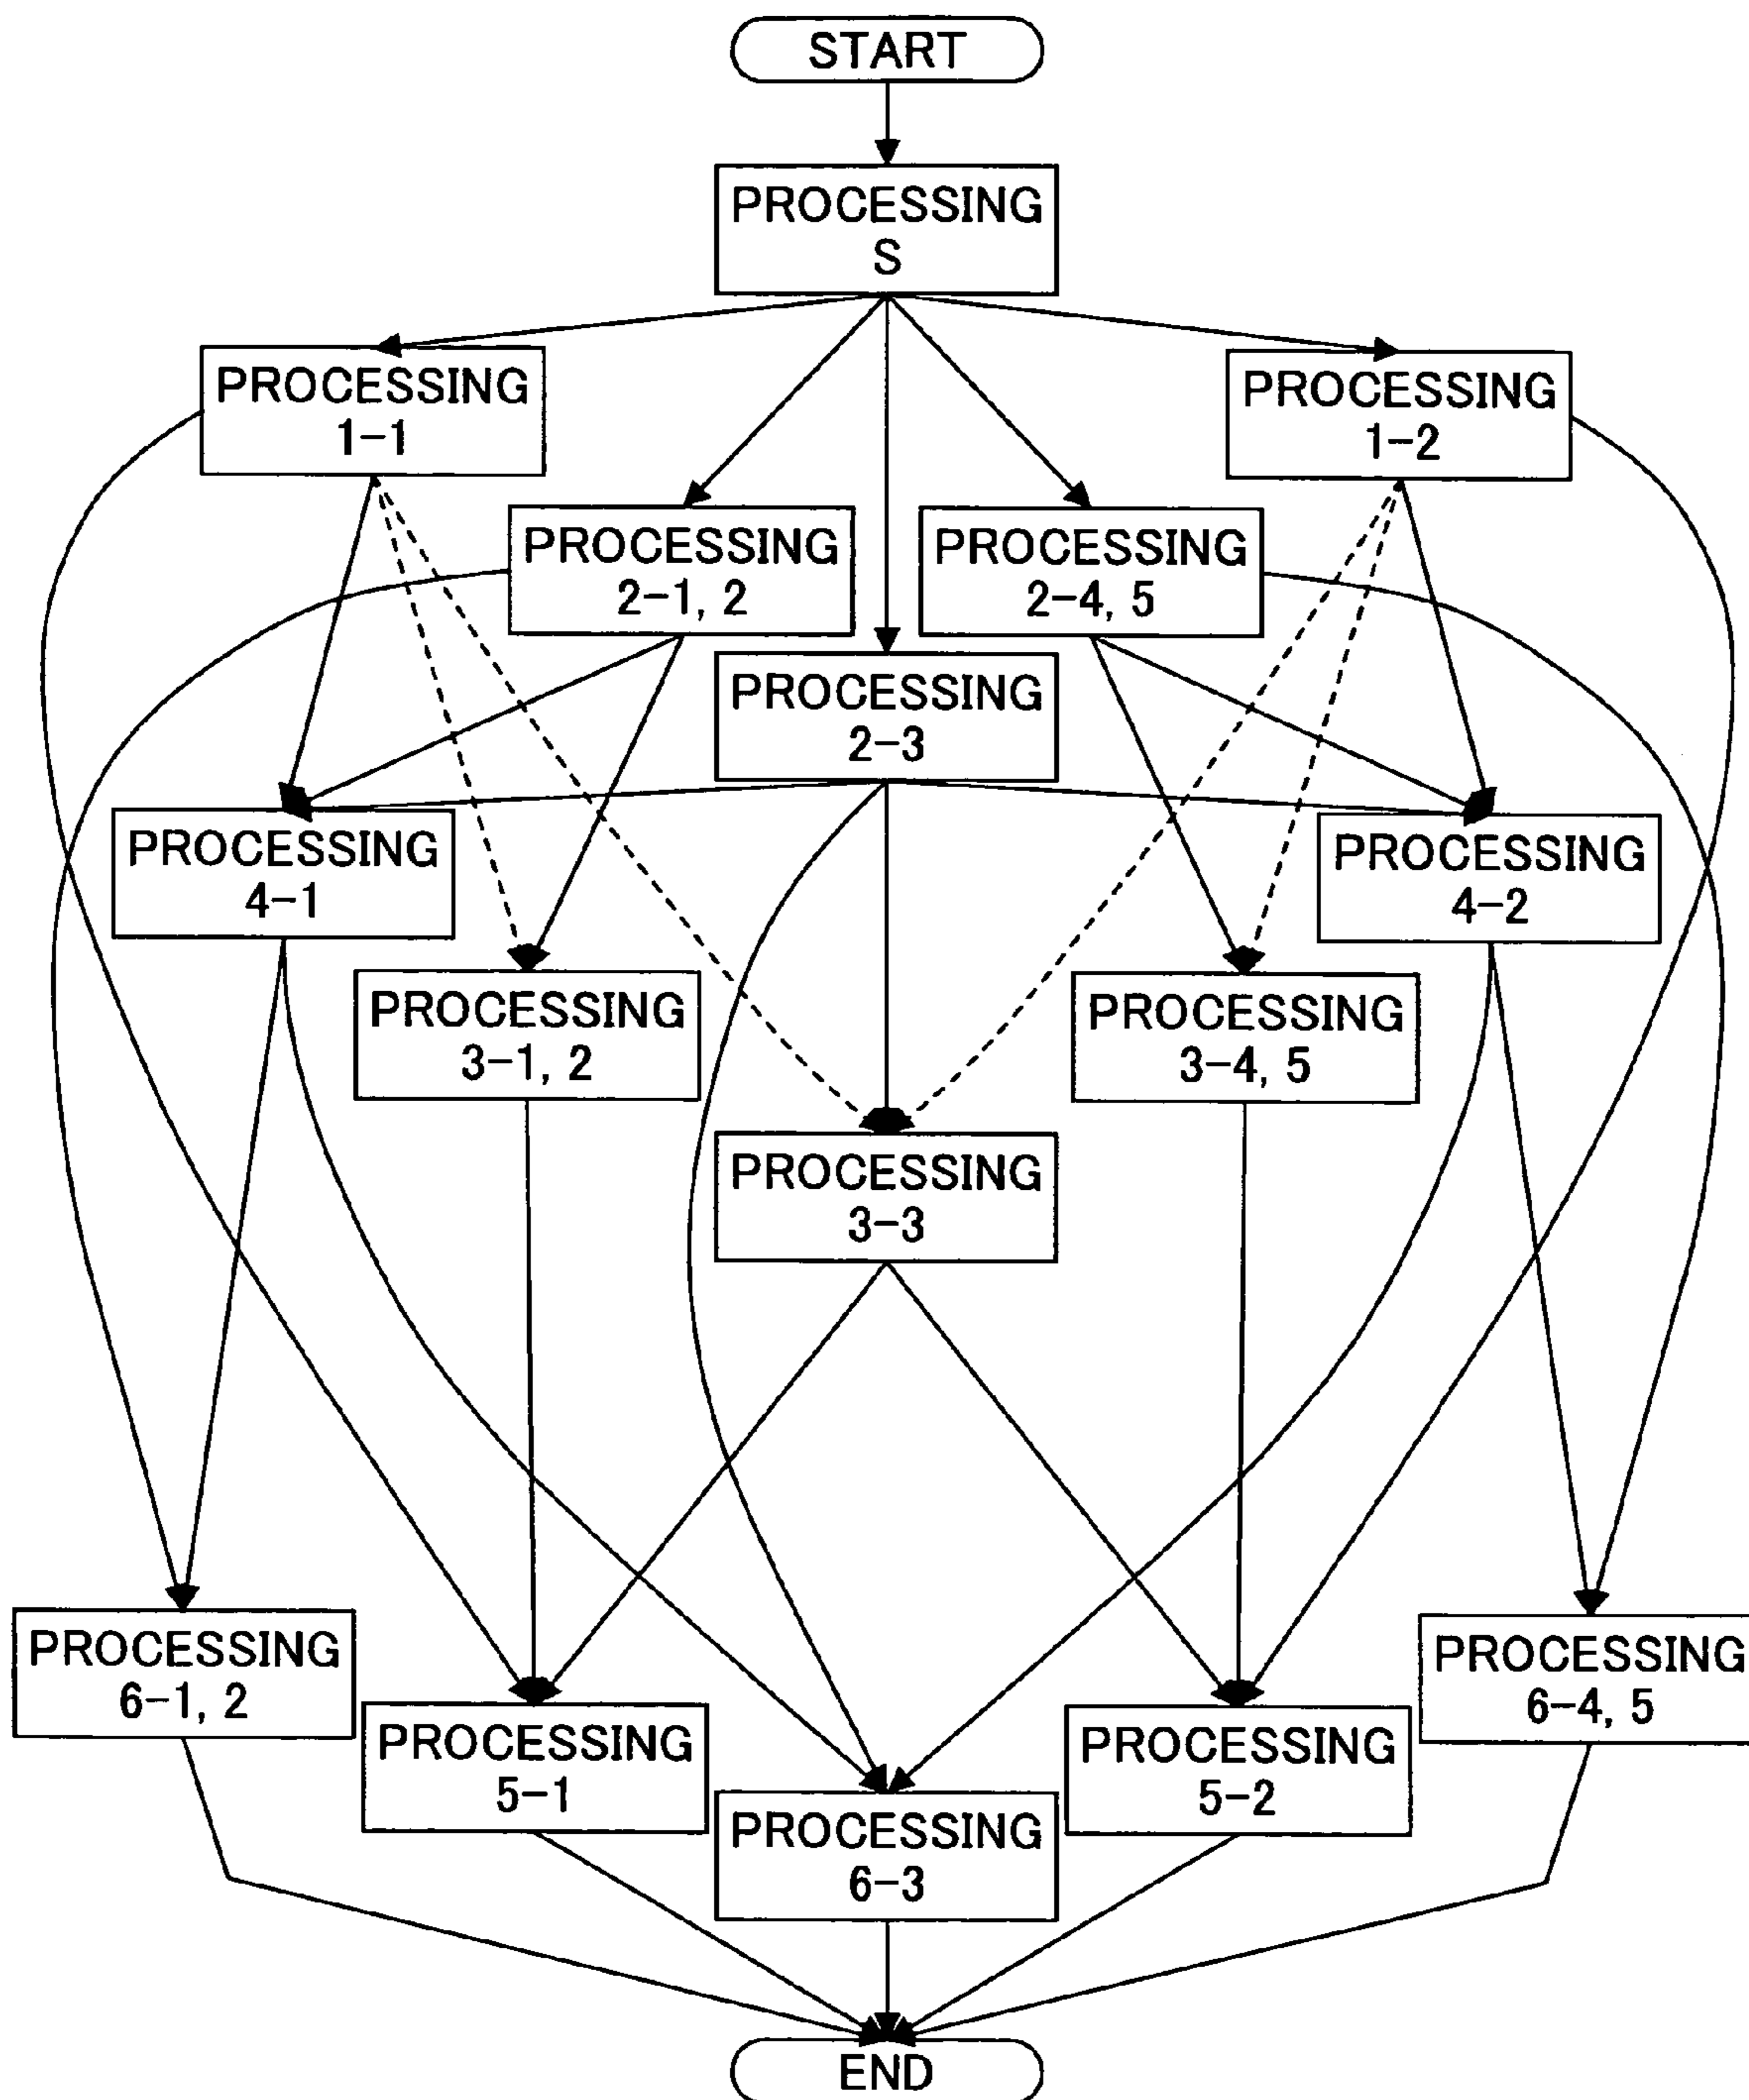 START
PROCESSING
S
PROCESSING
1-1
PROCESSING
1-2
PROCESSING
2-1, 2
PROCESSING
2-4, 5
PROCESSING
2-3
PROCESSING
4-1
PROCESSING
4-2
PROCESSING
3-1, 2
PROCESSING
3-4, 5
PROCESSING
3-3
PROCESSING
6-1, 2
PROCESSING
6-4, 5
PROCESSING
5-1
PROCESSING
5-2
PROCESSING
6-3
END